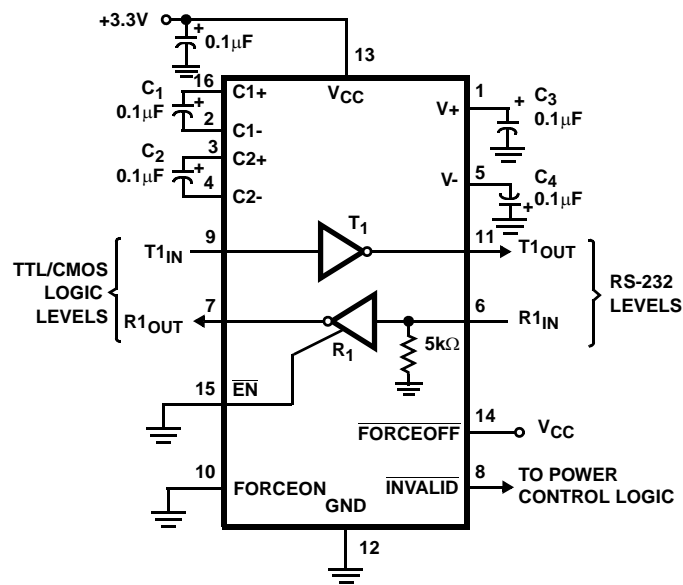 +3.3V
+
0.1μF
13
16
C1
0.1μF
+
2
C1+
C1-
VCC
1
V+
+
C3
0.1μF
3
C2
0.1μF
+
4
C2+
C2-
5
V-
C4
0.1μF
+
T1IN
9
T1
11
T1OUT
TTL/CMOS
LOGIC
LEVELS
RS-232
LEVELS
R1OUT
7
R1
5kΩ
6
R1IN
15
EN
FORCEOFF
14
VCC
10
FORCEON
INVALID
8
TO POWER
CONTROL LOGIC
GND
12